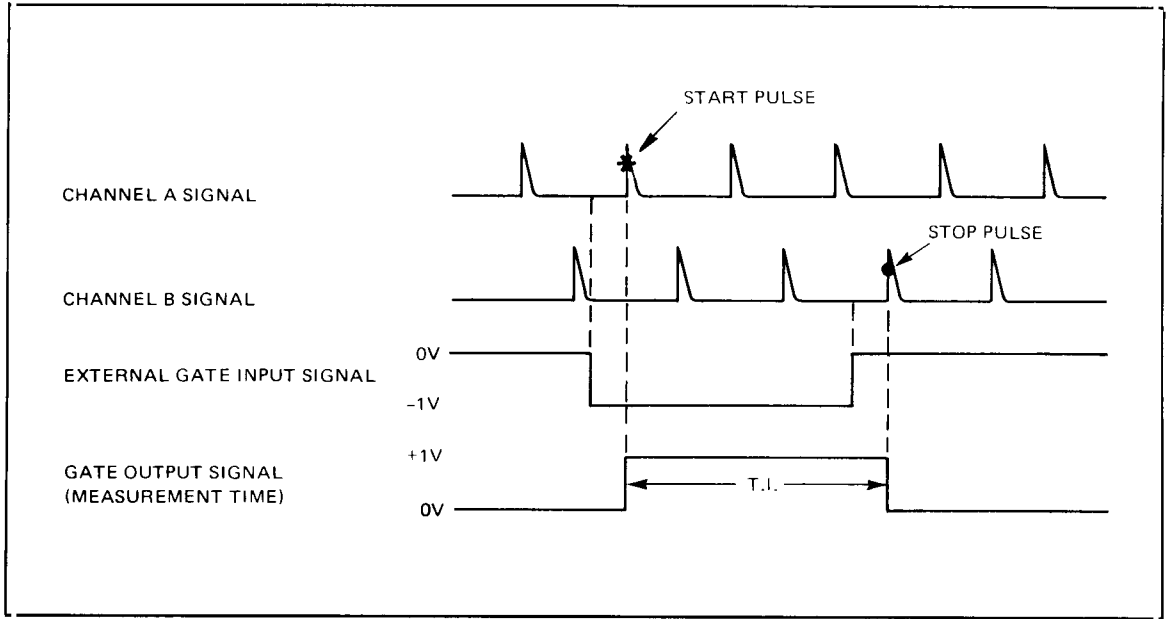 START PULSE
CHANNEL A SIGNAL
STOP PULSE
CHANNEL B SIGNAL
0V
EXTERNAL GATE INPUT SIGNAL
–1V
+1V
GATE OUTPUT SIGNAL
(MEASUREMENT TIME)
T.I.
0V